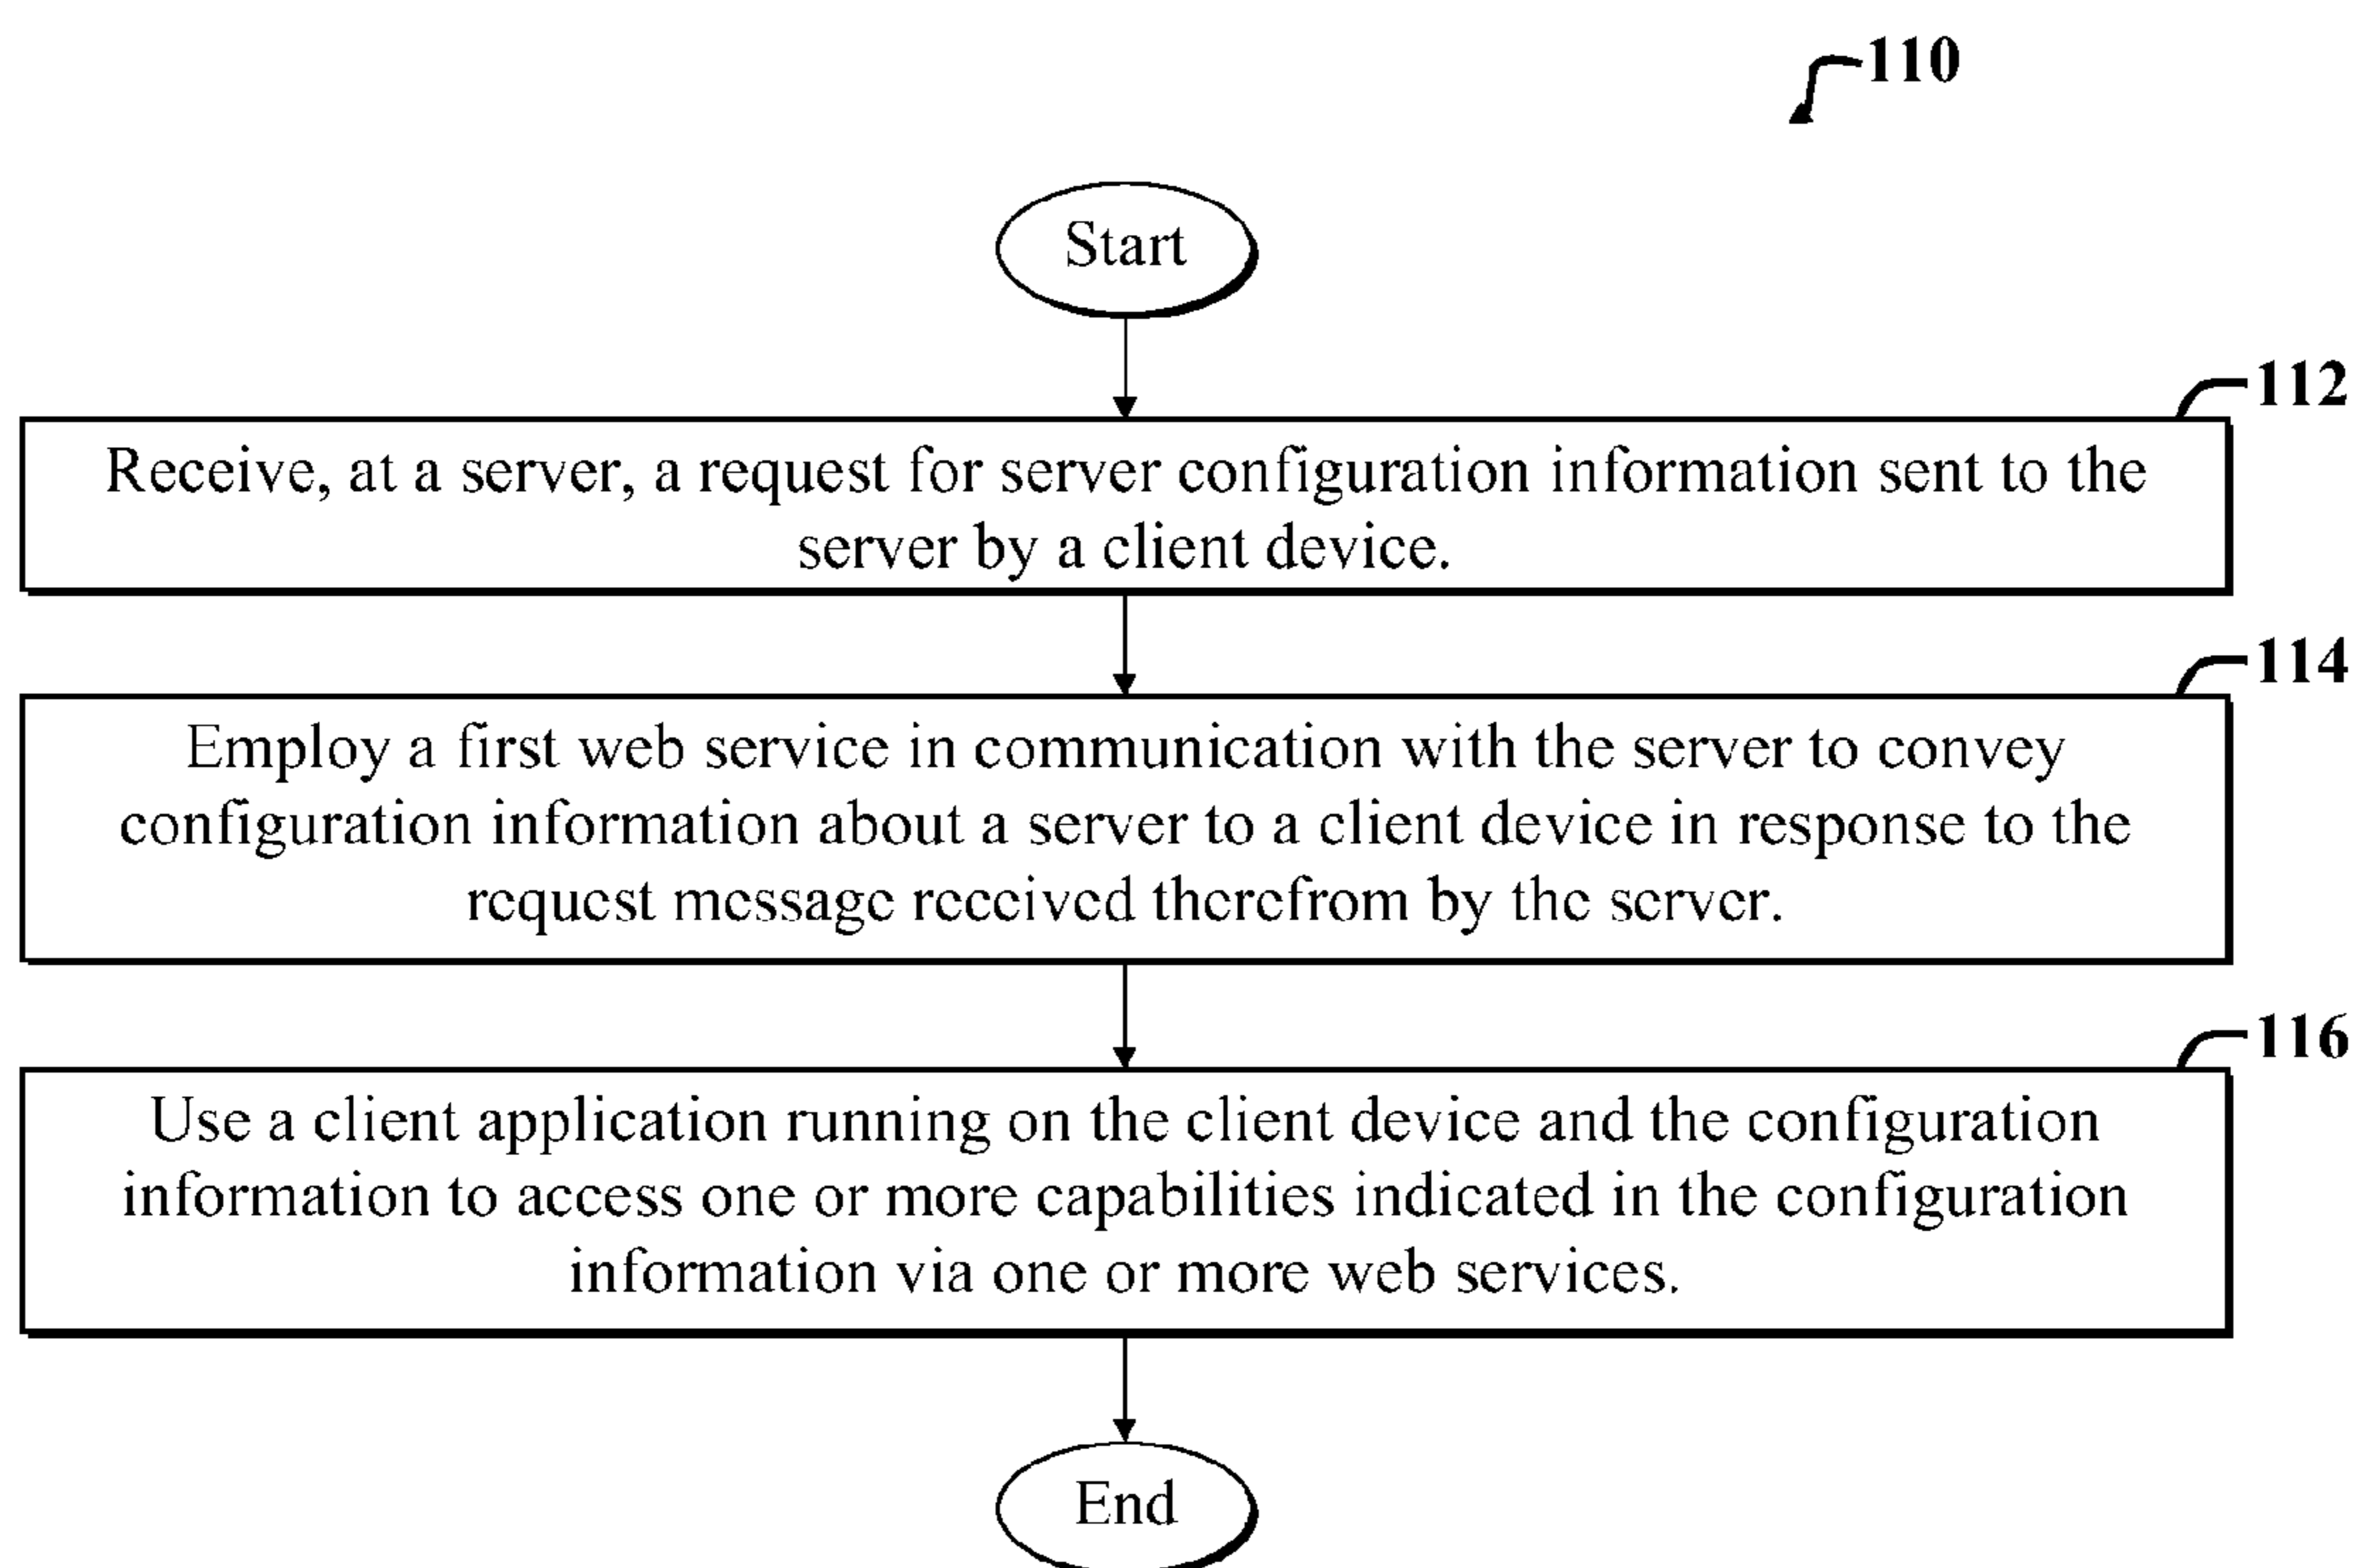 110
Start
112
Receive, at a server, a request for server configuration information sent to the
server by a client device.
114
Employ a first web service in communication with the server to convey
configuration information about a server to a client device in response to the
request message received therefrom by the server.
116
Use a client application running on the client device and the configuration
information to access one or more capabilities indicated in the configuration
information via one or more web services.
End